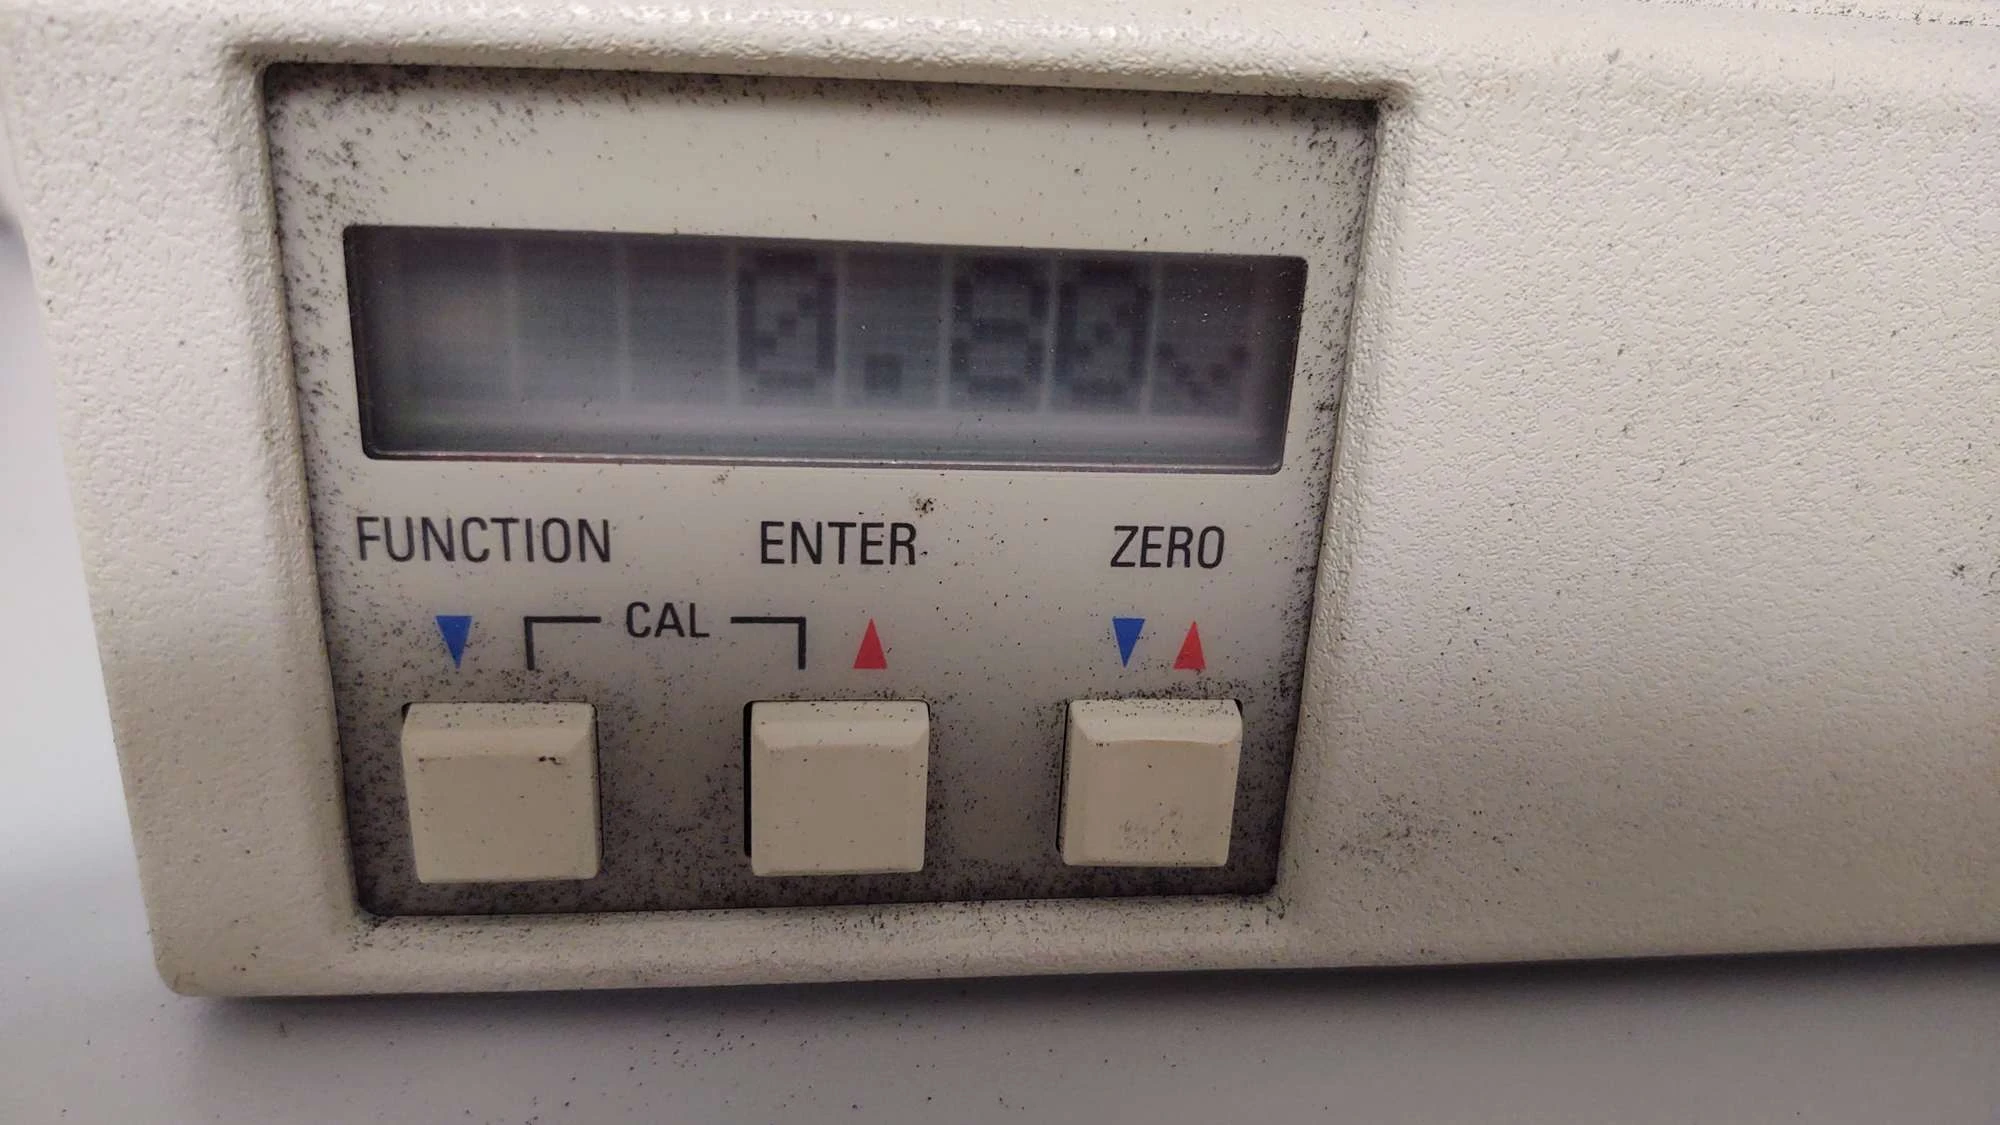 0.80v
FUNCTION ENTER ZERO
CAL